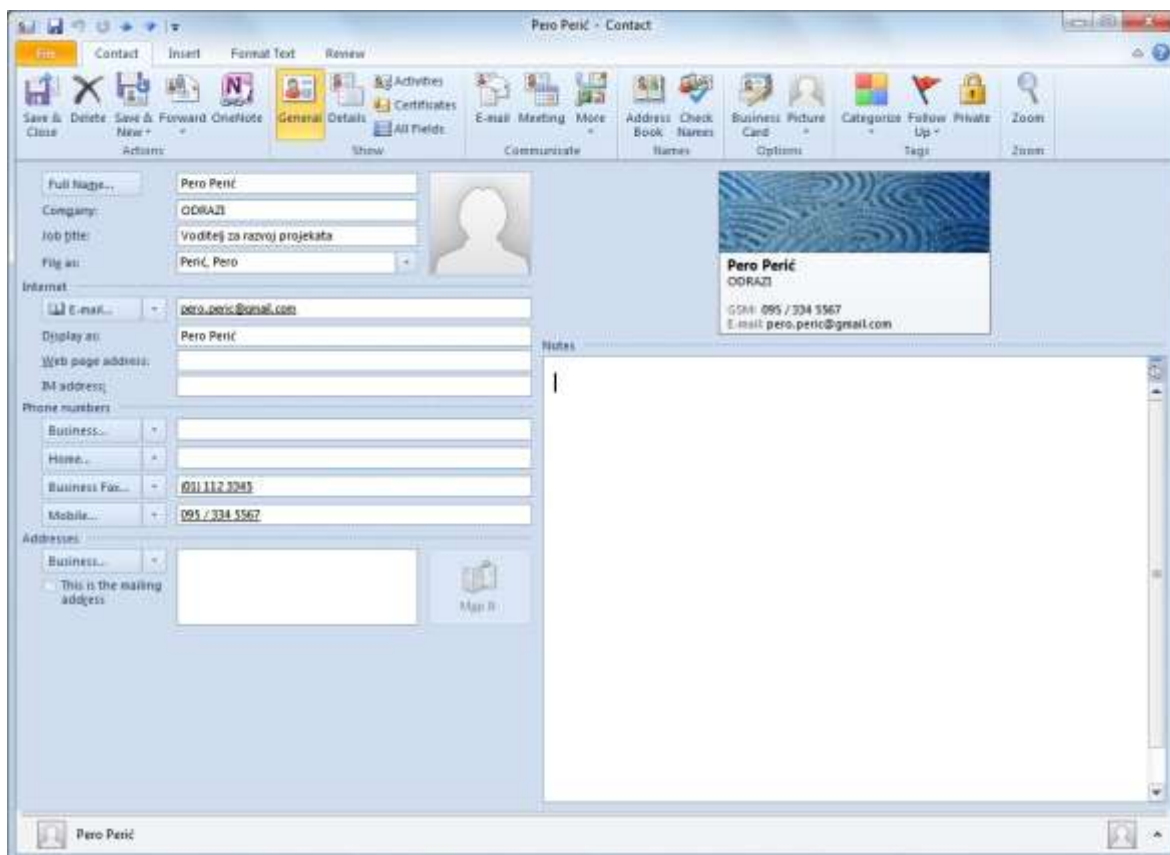 Pero Perić - Contact
File Contact Insert Format Text Review
Save & Close Delete Save & New Forward OneNote General Details Activities Certificates All Fields E-mail Meeting More Address Book Check Names Business Card Picture Categorize Follow Up Private Zoom
Actions Show Communicate Names Options Tags Zoom
Full Name... Pero Perić
Company: ODRAZI
Job title: Voditelj za razvoj projekata
File as: Perić, Pero
Internet
E-mail... pero.peric@gmail.com
Display as: Pero Perić
Web page address:
IM address:
Phone numbers
Business...
Home...
Business Fax... (01) 112 3345
Mobile... 095 / 334 5567
Addresses
Business...
This is the mailing
address
Map It
Pero Perić
ODRAZI
GSM: 095 / 334 5567
E-mail: pero.peric@gmail.com
Notes
Pero Perić